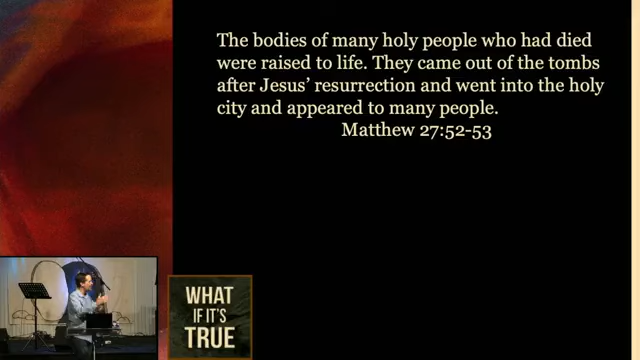 The bodies of many holy people who had died
were raised to life. They came out of the tombs
after Jesus’ resurrection and went into the holy
city and appeared to many people.
Matthew 27:52-53
WHAT
IF IT'S
TRUE